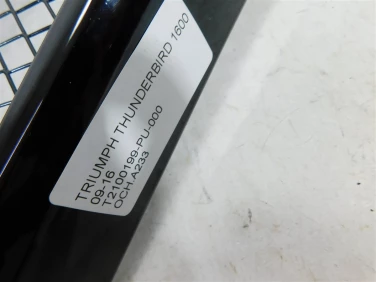 TRIUMPH THUNDERBIRD 1600
09-16
T2100199-PU-000
OCH.A233